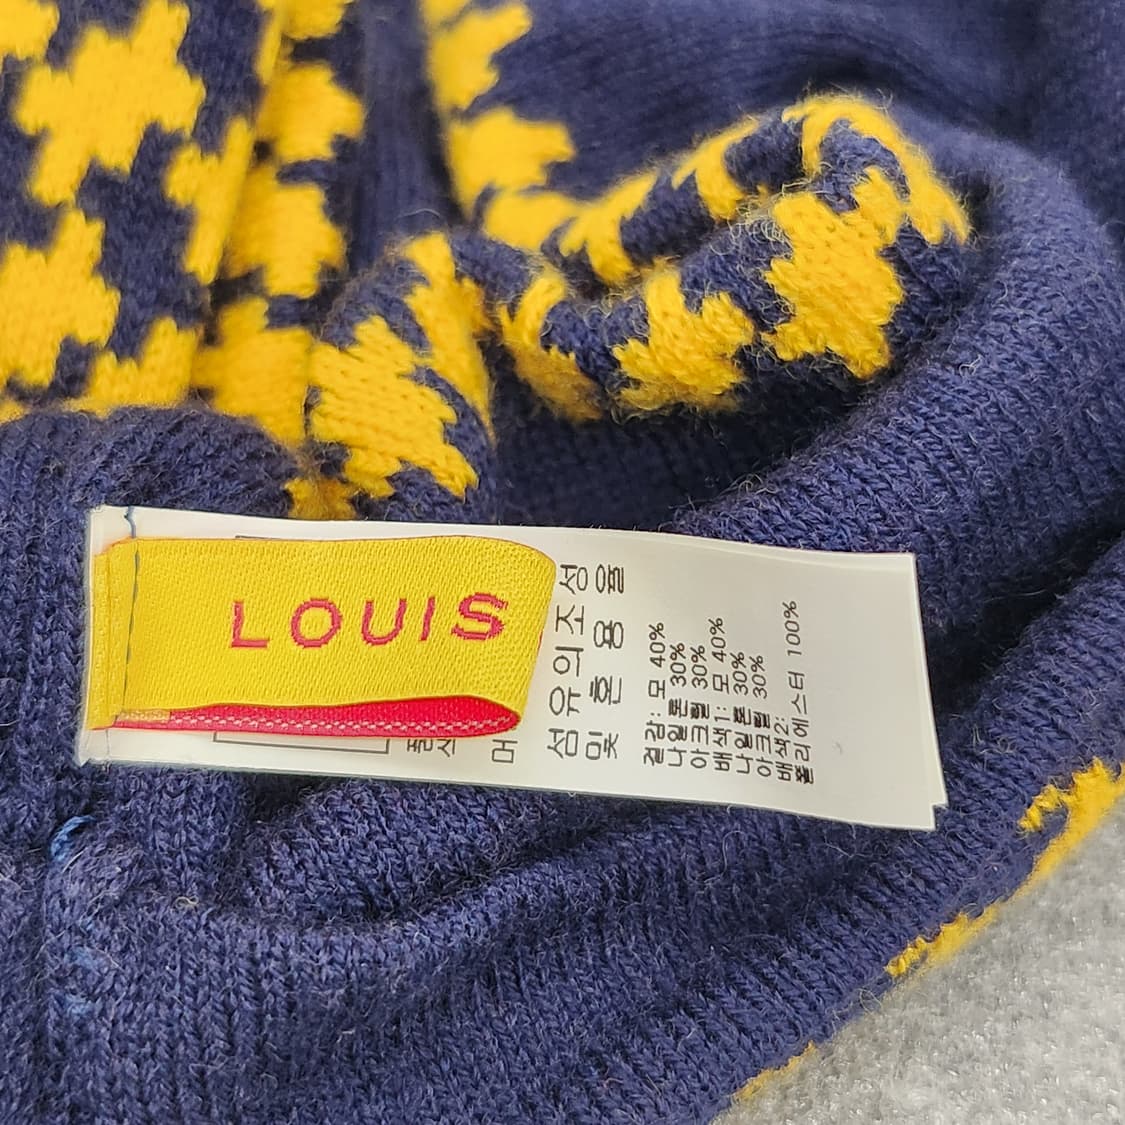 LOUIS
섬유의조성
및 혼용율
겉감: 모 40%
나일론 30%
아크릴 30%
배색1: 모 40%
나일론 30%
아크릴 30%
배색2:
폴리에스터 100%